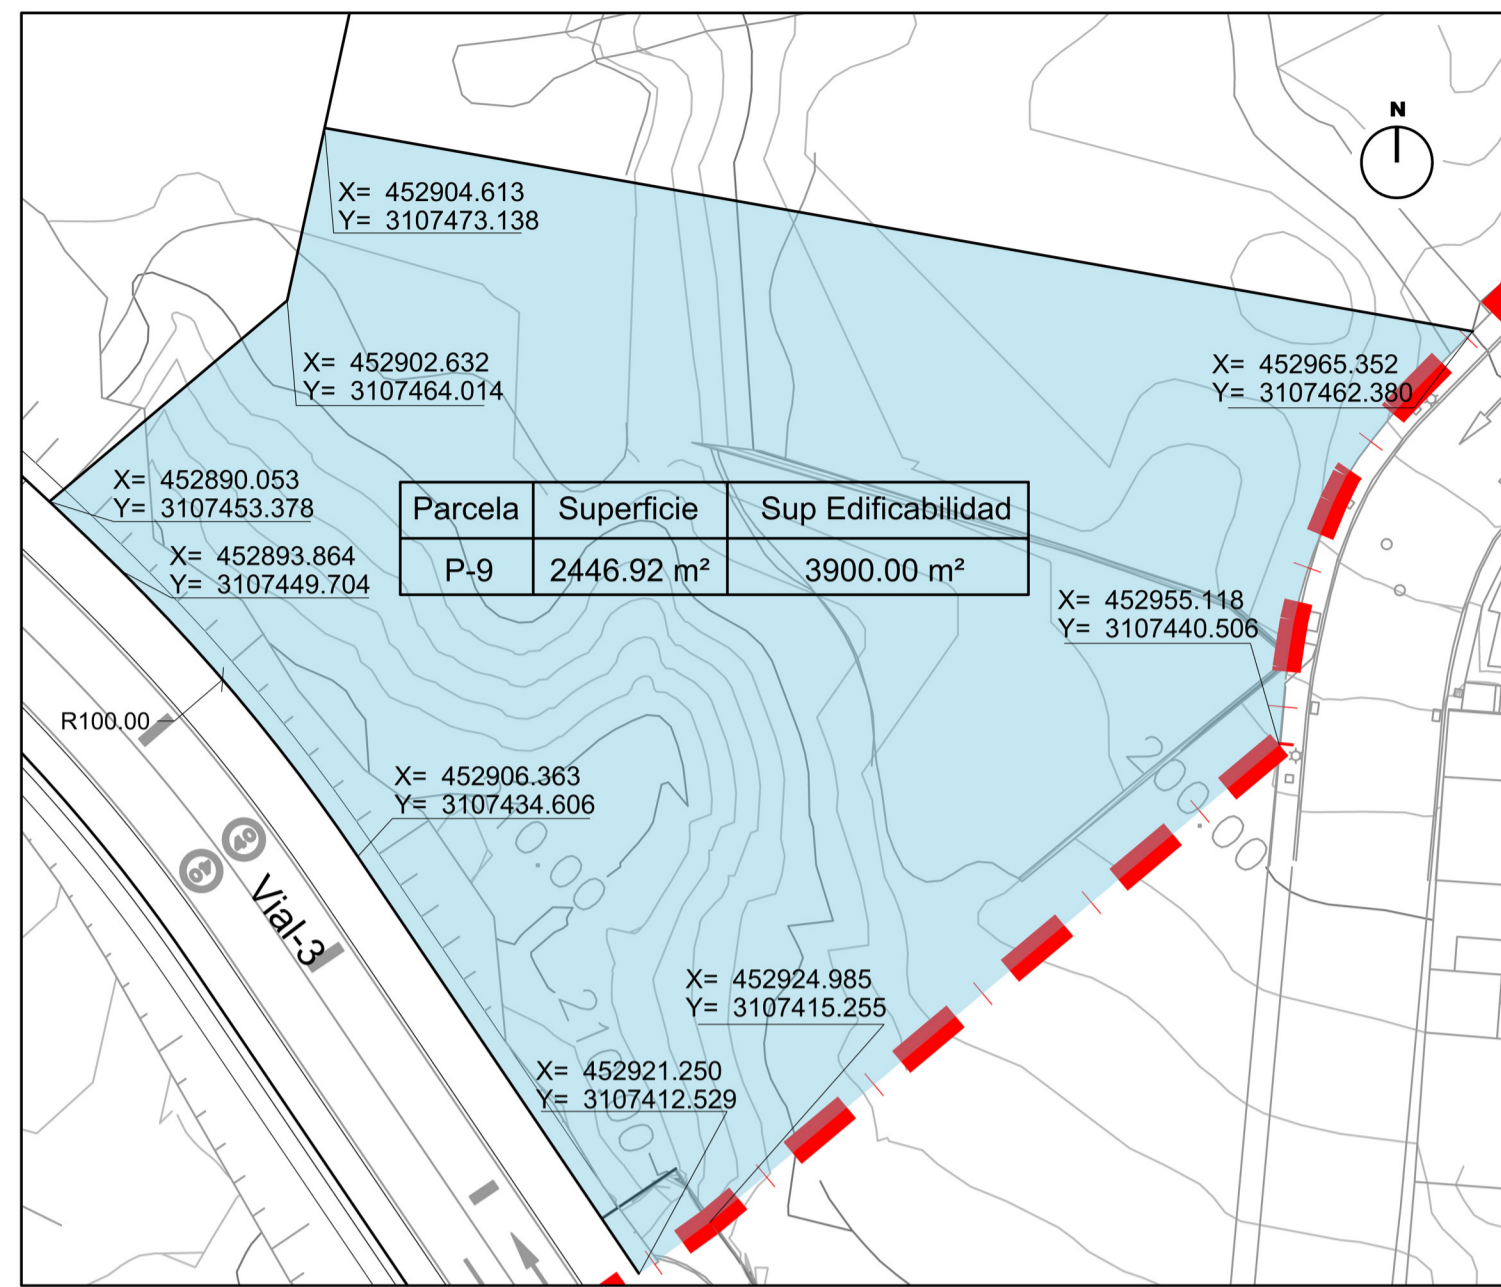 N
X= 452904.613
Y= 3107473.138
X= 452902.632
Y= 3107464.014
X= 452965.352
Y= 3107462.380
X= 452890.053
Y= 3107453.378
Parcela Superficie Sup Edificabilidad
P-9 2446.92 m² 3900.00 m²
X= 452893.864
Y= 3107449.704
X= 452955.118
Y= 3107440.506
R100.00
200.00
X= 452906.363
Y= 3107434.606
10.00
40
40
Vial-3
X= 452924.985
Y= 3107415.255
210.00
X= 452921.250
Y= 3107412.529